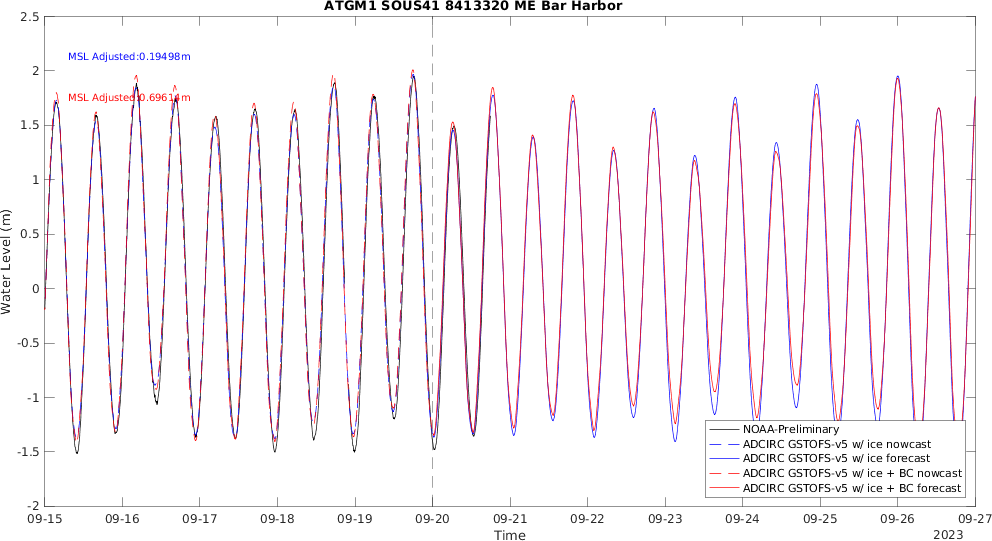 ATGM1 SOUS41 8413320 ME Bar Harbor
2.5
2
1.5
1
0.5
0
-0.5
-1
-1.5
-2
Water Level (m)
MSL Adjusted:0.19498m
MSL Adjusted:0.69614m
NOAA-Preliminary
ADCIRC GSTOFS-v5 w/ ice nowcast
ADCIRC GSTOFS-v5 w/ ice forecast
ADCIRC GSTOFS-v5 w/ ice + BC nowcast
ADCIRC GSTOFS-v5 w/ ice + BC forecast
09-15 09-16 09-17 09-18 09-19 09-20 09-21 09-22 09-23 09-24 09-25 09-26 09-27
Time
2023